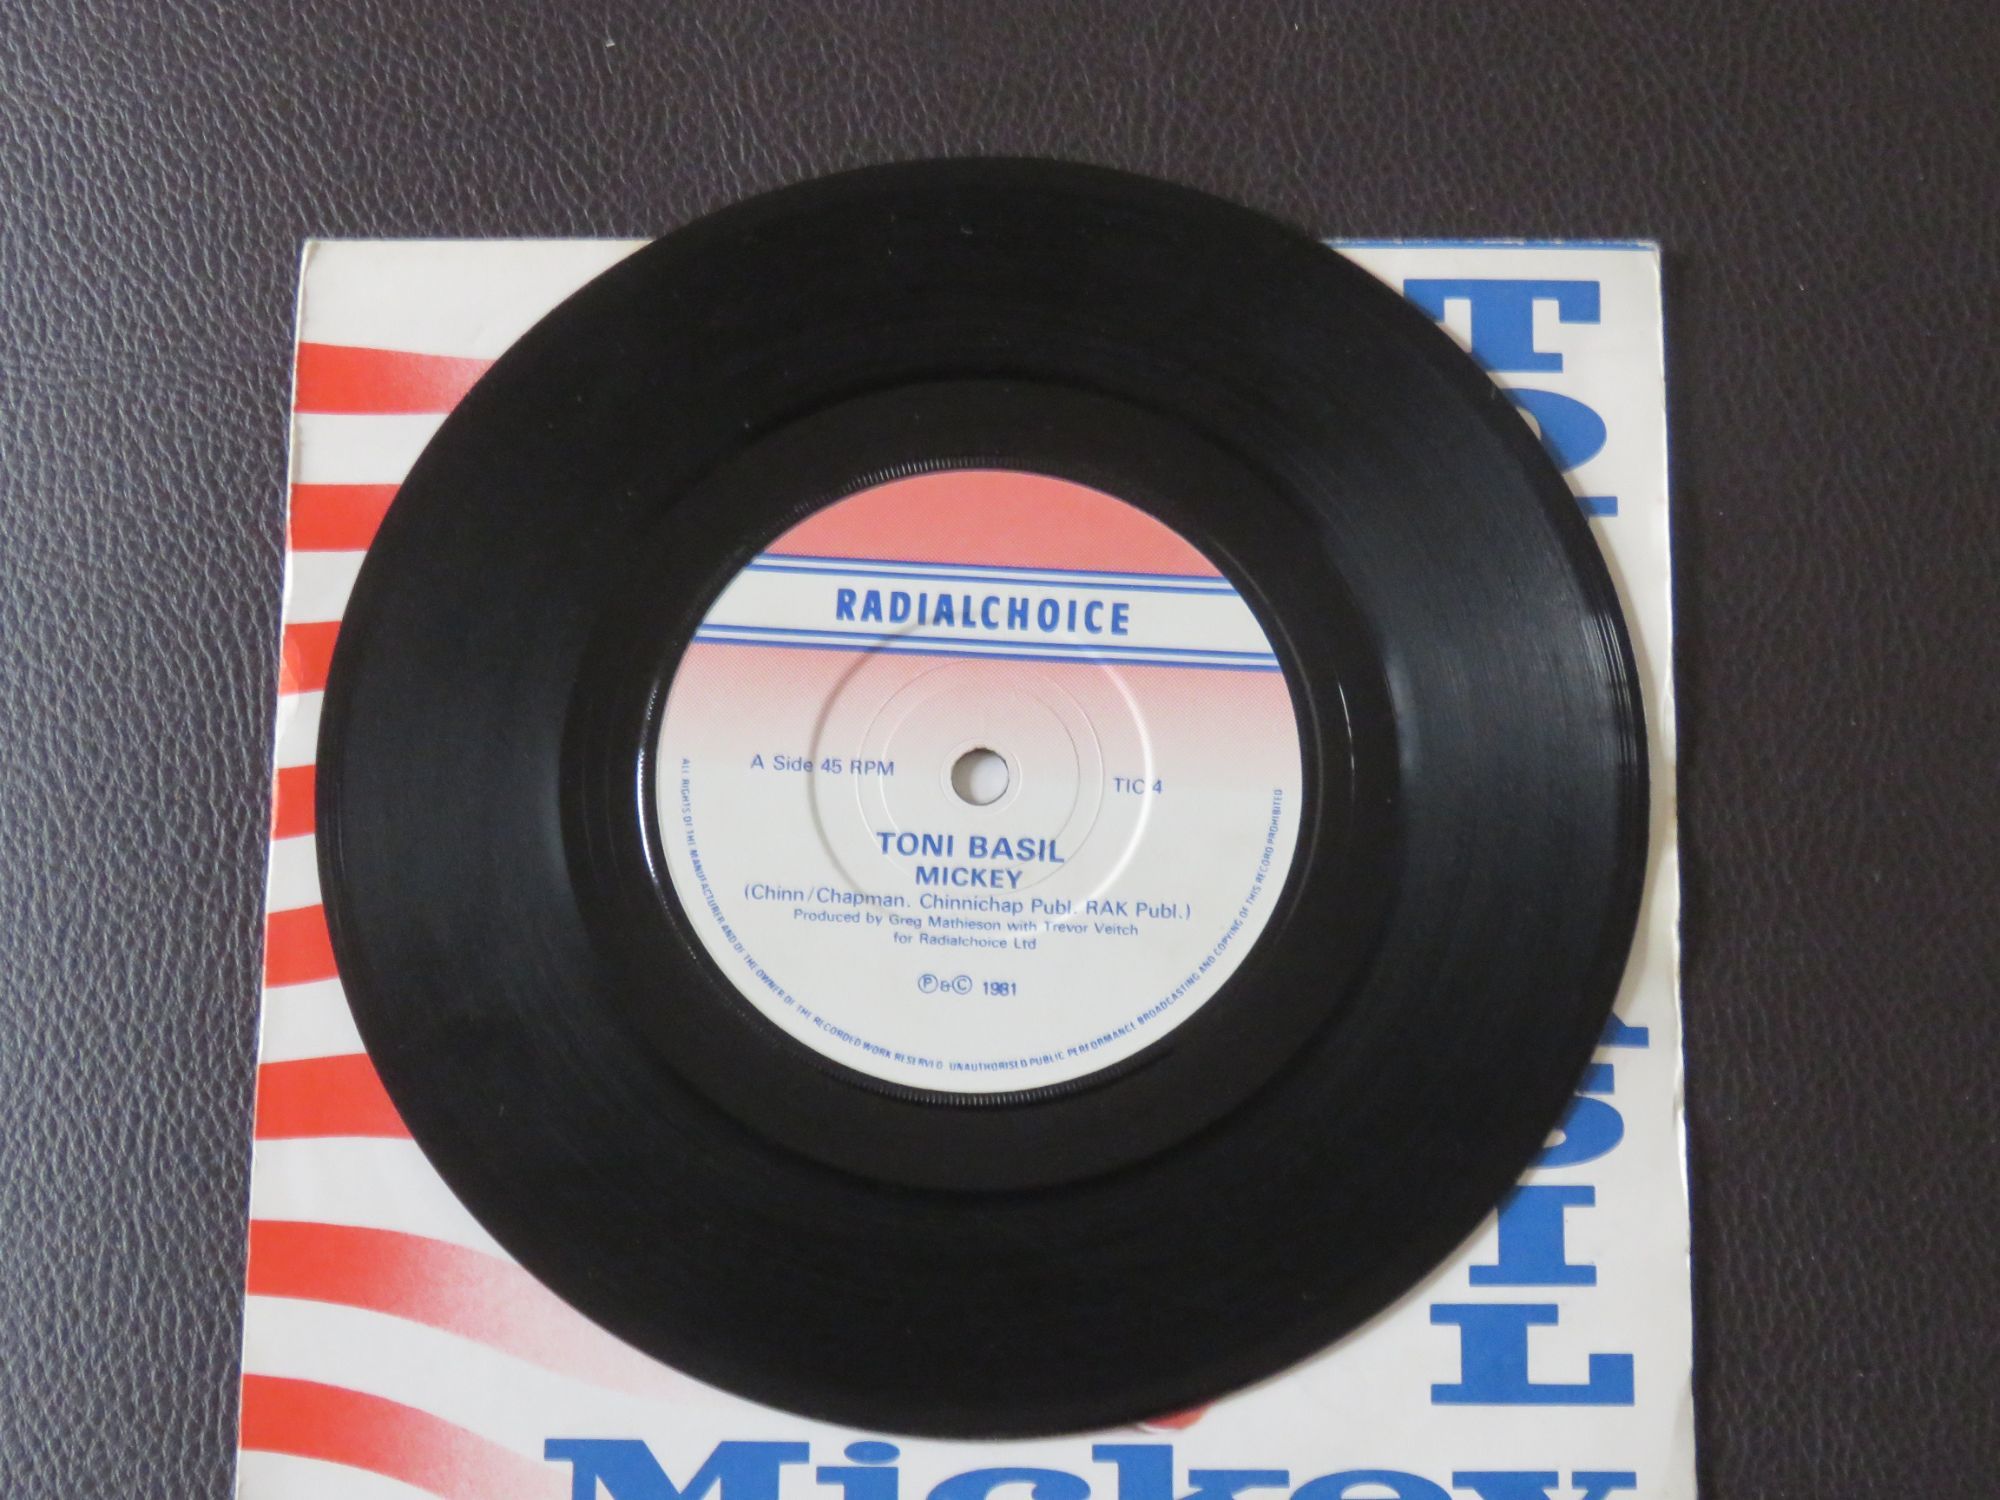 RADIALCHOICE
A Side 45 RPM
TIC 4
TONI BASIL
MICKEY
(Chinn/Chapman. Chinnichap Publ. RAK Publ.)
Produced by Greg Mathieson with Trevor Veitch
for Radialchoice Ltd
Ⓟ&© 1981
ALL RIGHTS OF THE MANUFACTURER AND OF THE OWNER OF THE RECORDED WORK RESERVED. UNAUTHORISED PUBLIC PERFORMANCE BROADCASTING AND COPYING OF THIS RECORD PROHIBITED
Mickey